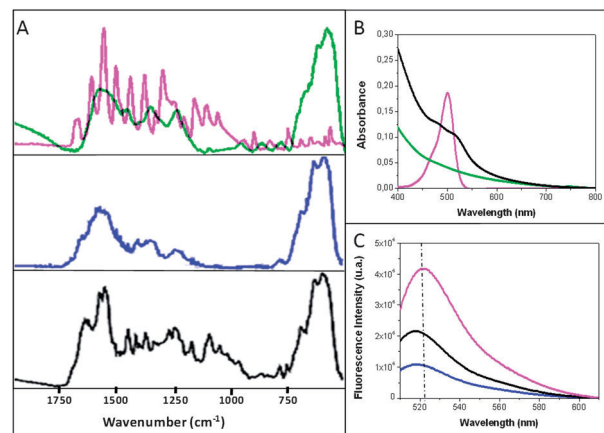 A
1750 1500 1250 750
Wavenumber (cm⁻¹)
B
0,30
0,25
0,20
0,15
0,10
0,05
0,00
Absorbance
400 500 600 700 800
Wavelength (nm)
C
5x10⁶
4x10⁶
3x10⁶
2x10⁶
1x10⁶
0
Fluorescence Intensity (u.a.)
520 540 560 580 600
Wavelength (nm)